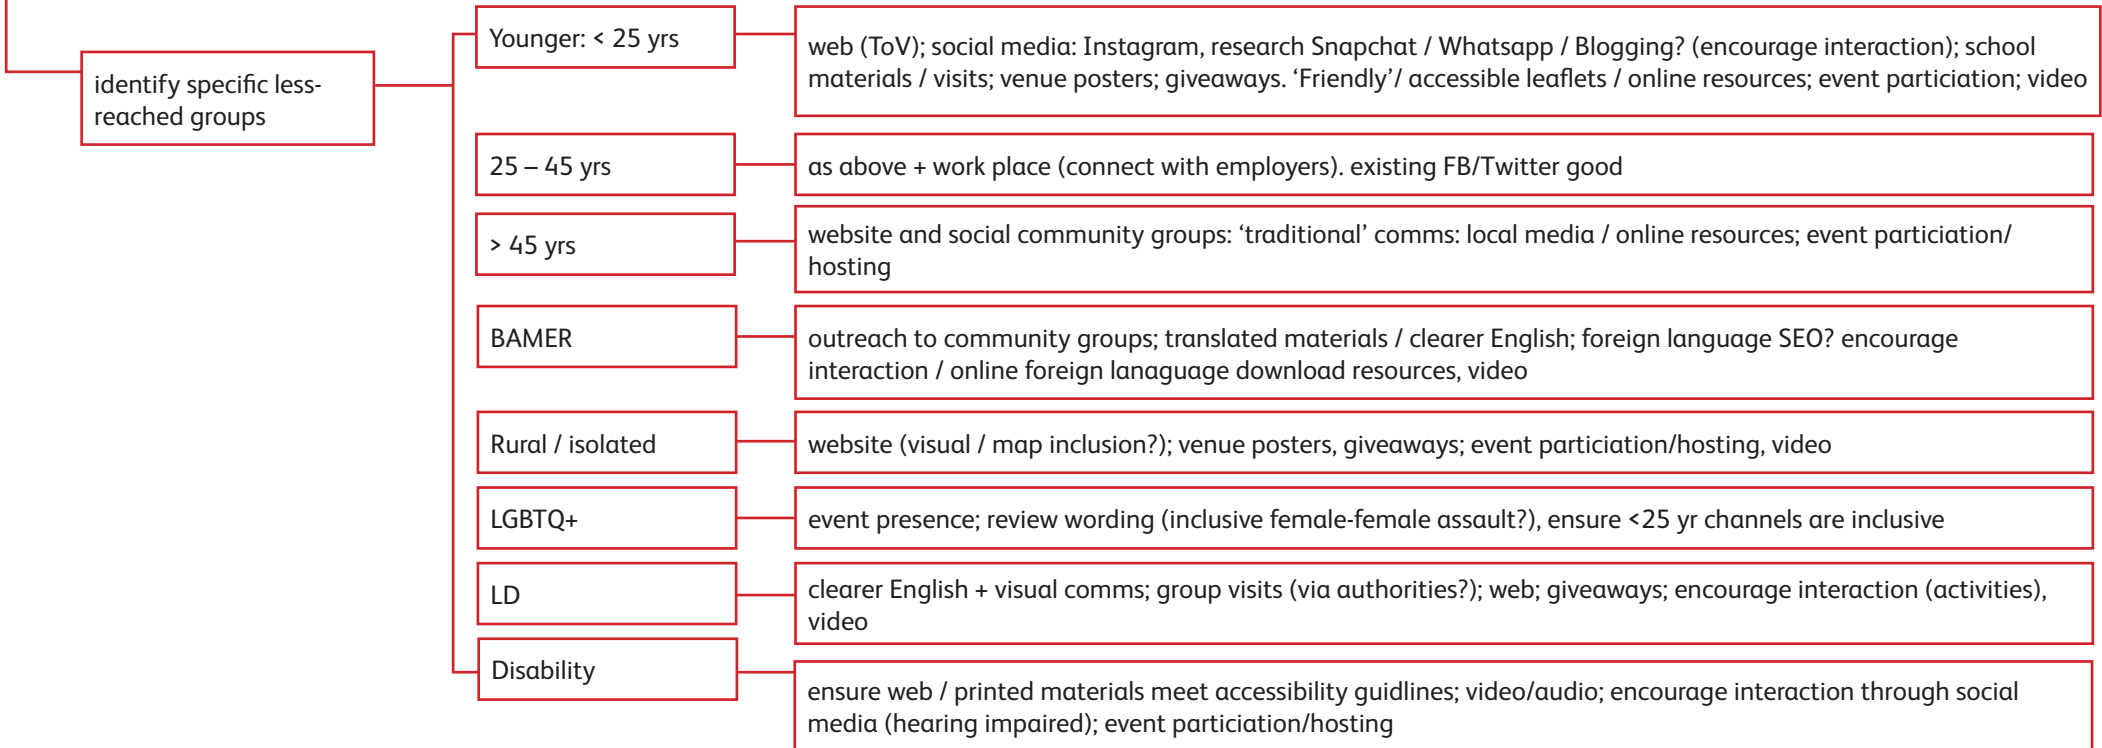 identify specific less-
reached groups
Younger: < 25 yrs
web (ToV); social media: Instagram, research Snapchat / Whatsapp / Blogging? (encourage interaction); school
materials / visits; venue posters; giveaways. ‘Friendly’/ accessible leaflets / online resources; event particiation; video
25 – 45 yrs
as above + work place (connect with employers). existing FB/Twitter good
> 45 yrs
website and social community groups: ‘traditional’ comms: local media / online resources; event particiation/
hosting
BAMER
outreach to community groups; translated materials / clearer English; foreign language SEO? encourage
interaction / online foreign lanaguage download resources, video
Rural / isolated
website (visual / map inclusion?); venue posters, giveaways; event particiation/hosting, video
LGBTQ+
event presence; review wording (inclusive female-female assault?), ensure <25 yr channels are inclusive
LD
clearer English + visual comms; group visits (via authorities?); web; giveaways; encourage interaction (activities),
video
Disability
ensure web / printed materials meet accessibility guidlines; video/audio; encourage interaction through social
media (hearing impaired); event particiation/hosting